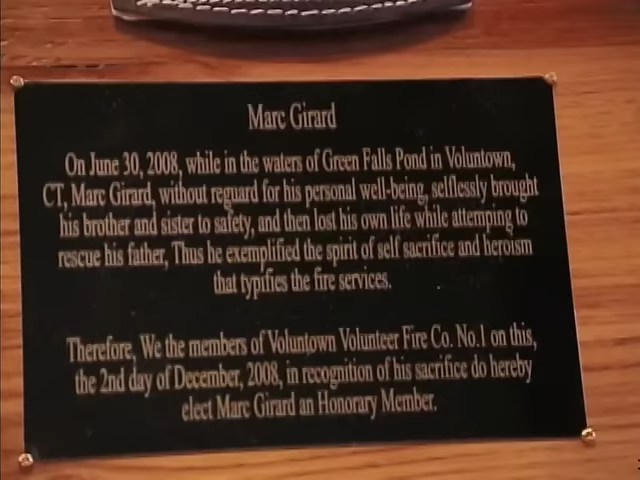 Marc Girard
On June 30, 2008, while in the waters of Green Falls Pond in Voluntown,
CT, Marc Girard, without reguard for his personal well-being, selflessly brought
his brother and sister to safety, and then lost his own life while attempting to
rescue his father, Thus he exemplified the spirit of self sacrifice and heroism
that typifies the fire services.
Therefore, We the members of Voluntown Volunteer Fire Co. No.1 on this,
the 2nd day of December, 2008, in recognition of his sacrifice do hereby
elect Marc Girard an Honorary Member.